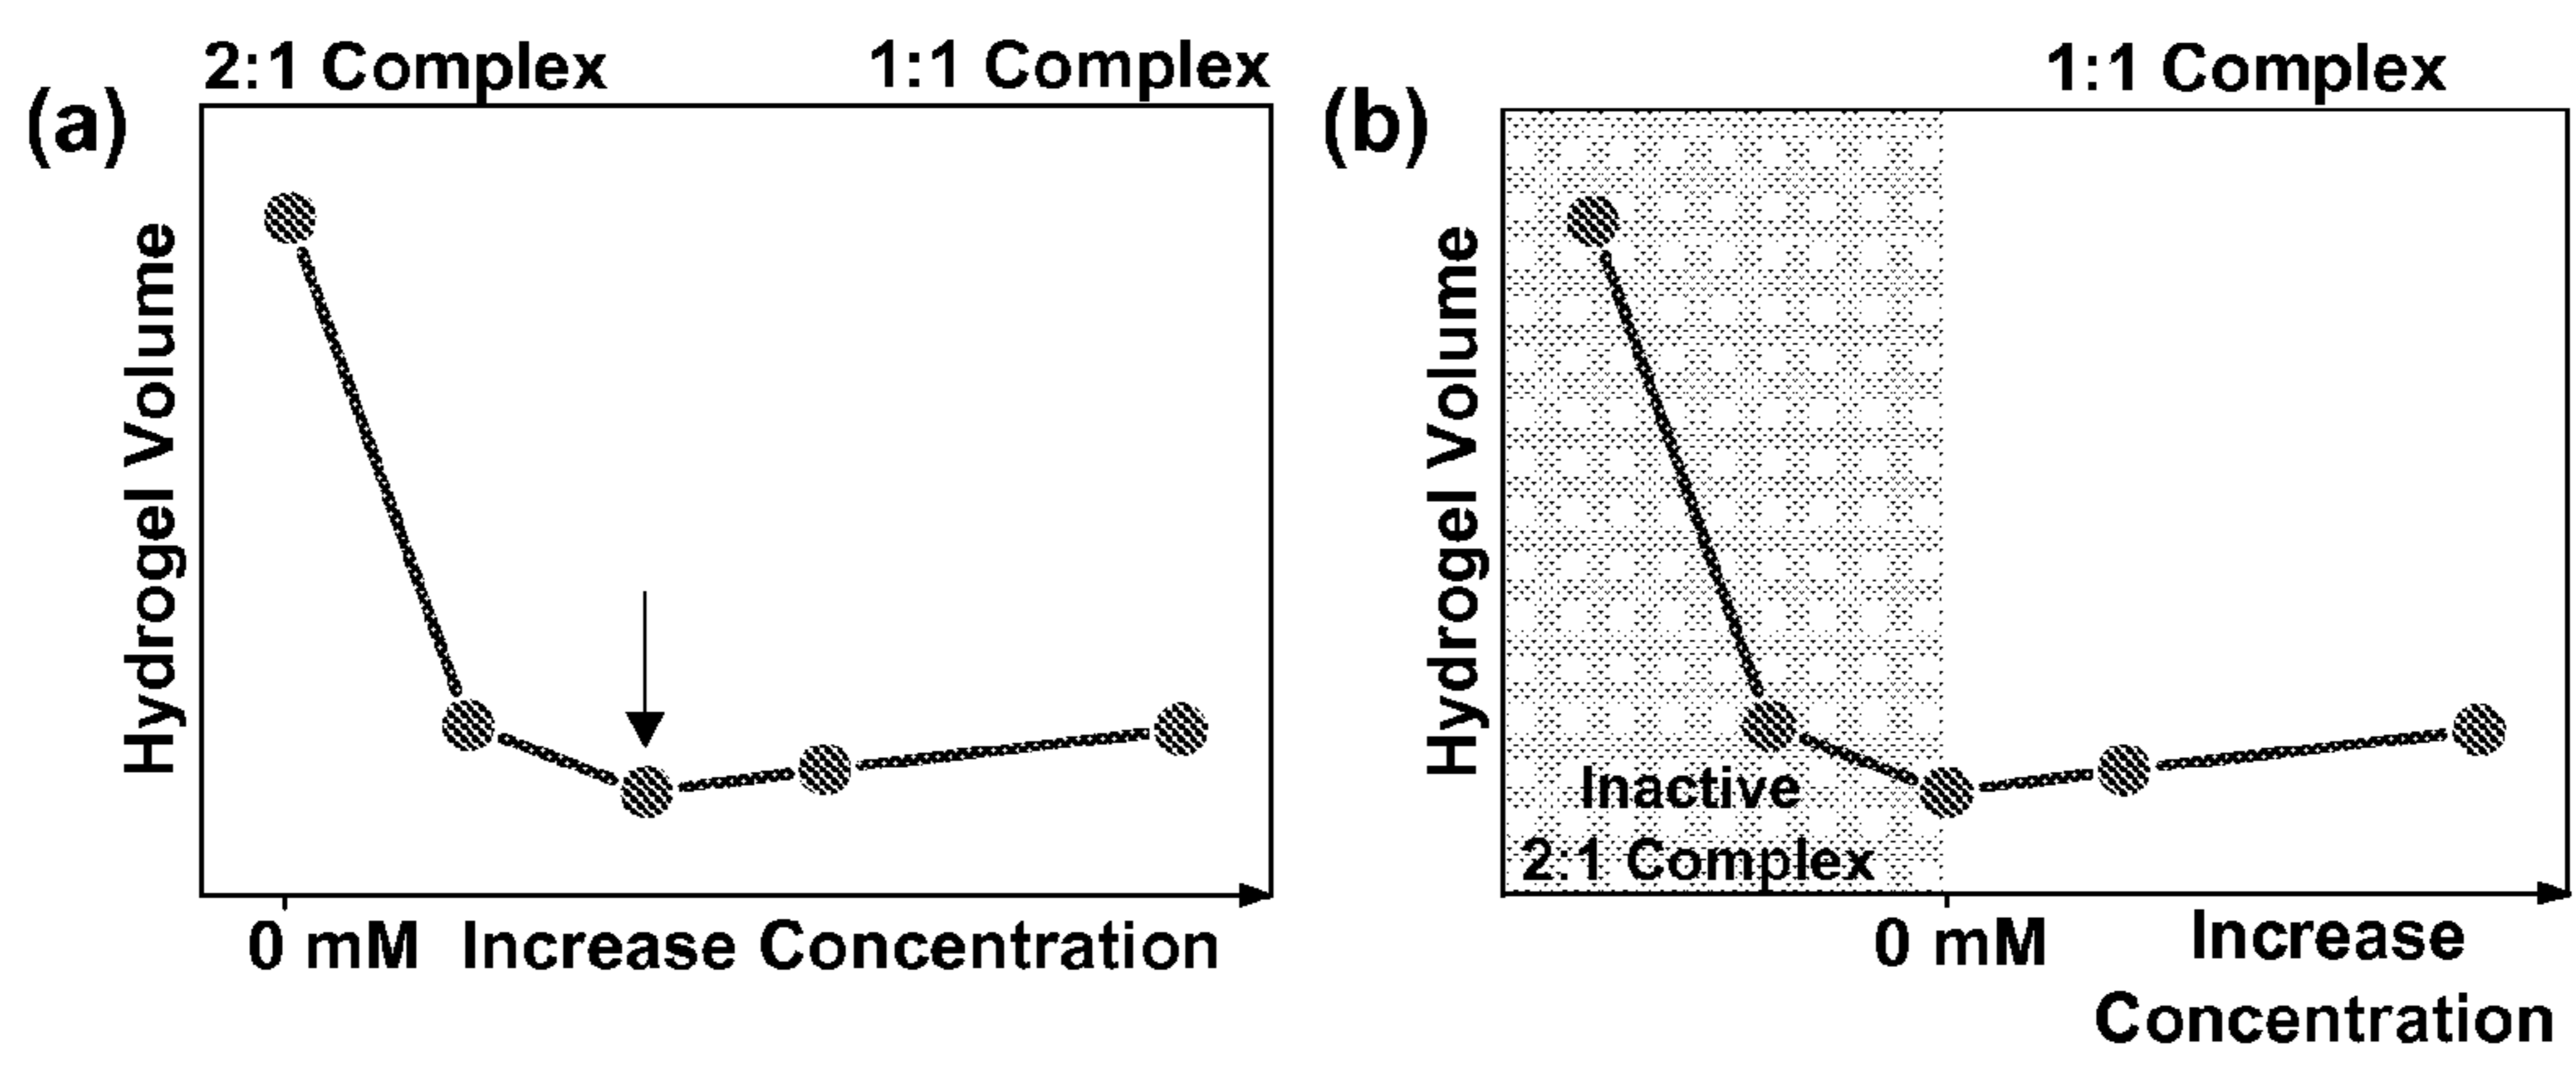 (a)
2:1 Complex
1:1 Complex
Hydrogel Volume
0 mM
Increase Concentration
(b)
1:1 Complex
Hydrogel Volume
Inactive
2:1 Complex
0 mM
Increase
Concentration